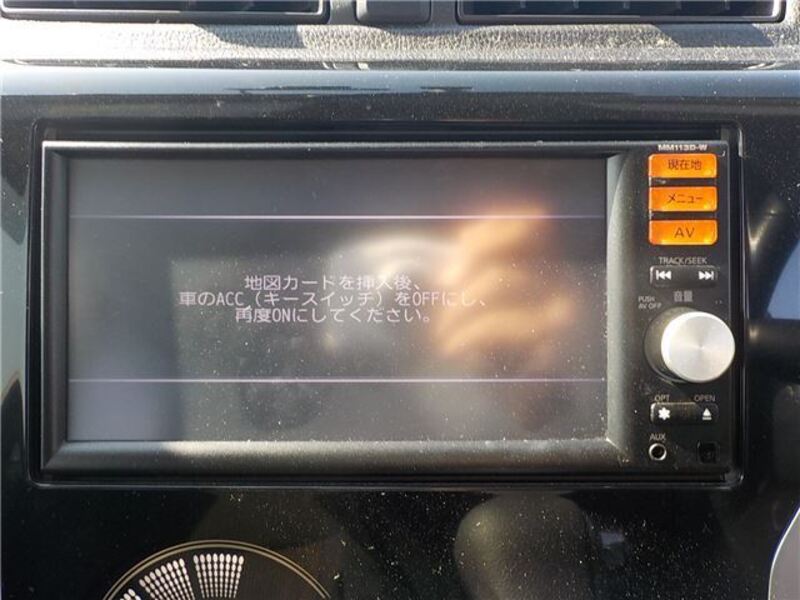 MM113D-W
現在地
メニュー
AV
TRACK/SEEK
音量
PUSH
AV OFF
地図カードを挿入後、
車のACC（キースイッチ）をOFFにし、
再度ONにしてください。
OPT OPEN
AUX